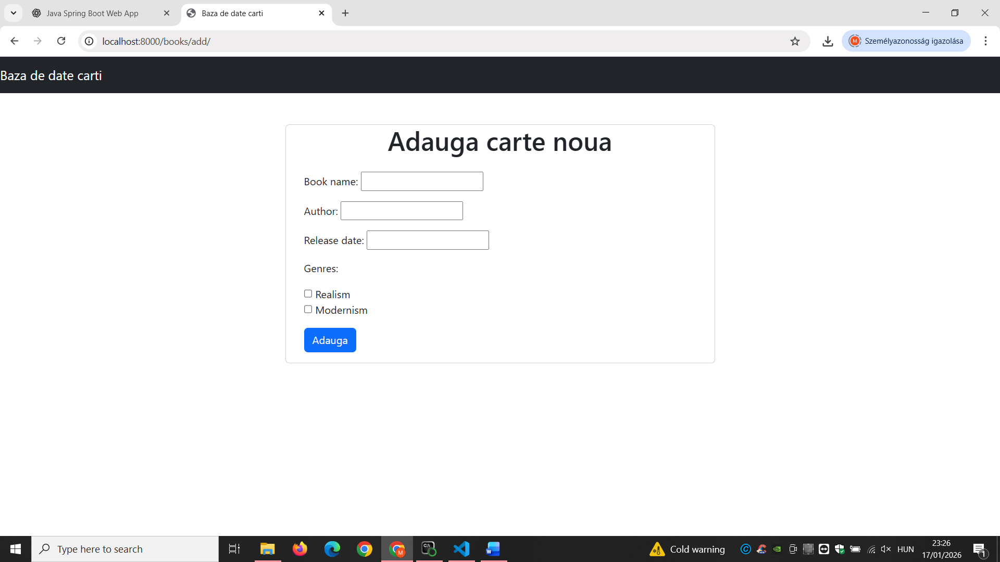 Java Spring Boot Web App
Baza de date carti
localhost:8000/books/add/
Személyazonosság igazolása
Baza de date carti
Adauga carte noua
Book name:
Author:
Release date:
Genres:
Realism
Modernism
Adauga
Type here to search
Cold warning
HUN
23:26
17/01/2026
1